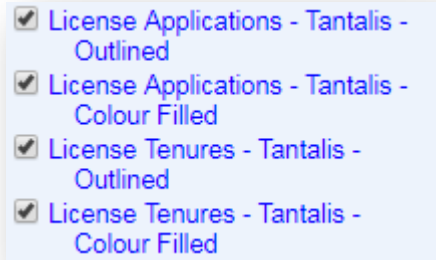 License Applications - Tantalis -
Outlined
License Applications - Tantalis -
Colour Filled
License Tenures - Tantalis -
Outlined
License Tenures - Tantalis -
Colour Filled